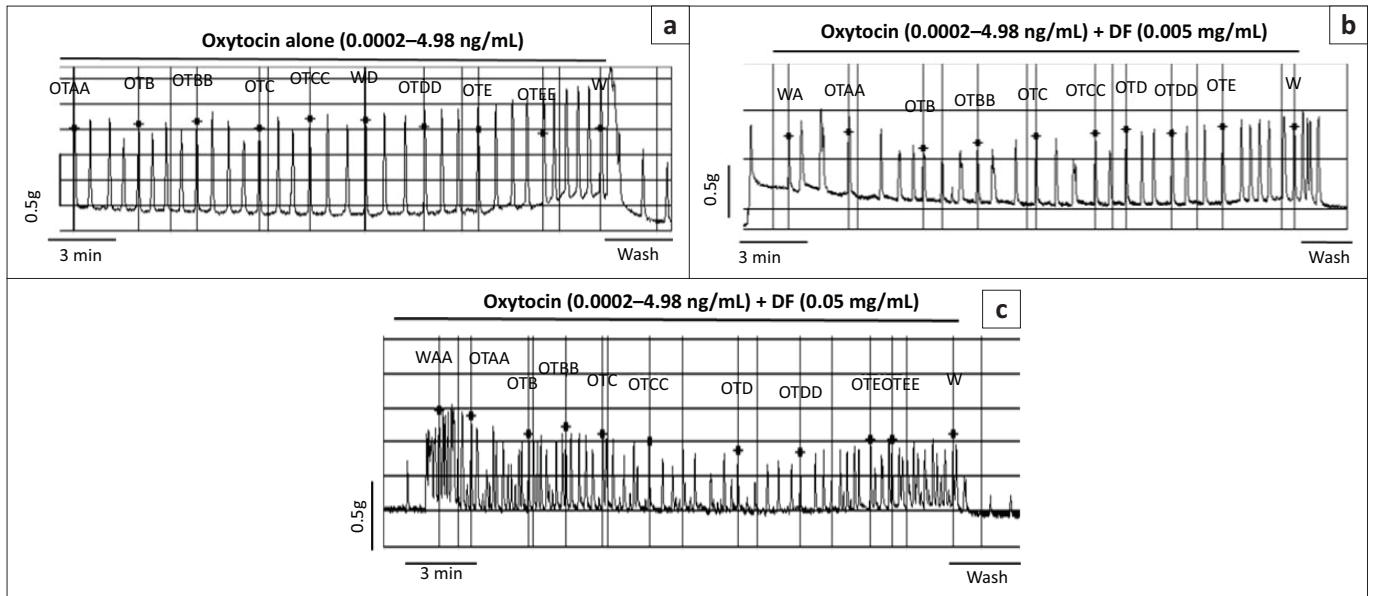 a
Oxytocin alone (0.0002–4.98 ng/mL)
OTAA
OTB
OTBB
OTC
OTCC
WD
OTDD
OTE
OTEE
W
0.5g
3 min
Wash
b
Oxytocin (0.0002–4.98 ng/mL) + DF (0.005 mg/mL)
WA
OTAA
OTB
OTBB
OTC
OTCC
OTD
OTDD
OTE
W
0.5g
3 min
Wash
c
Oxytocin (0.0002–4.98 ng/mL) + DF (0.05 mg/mL)
WAA
OTAA
OTB
OTBB
OTC
OTCC
OTD
OTDD
OTEOTEE
W
0.5g
3 min
Wash